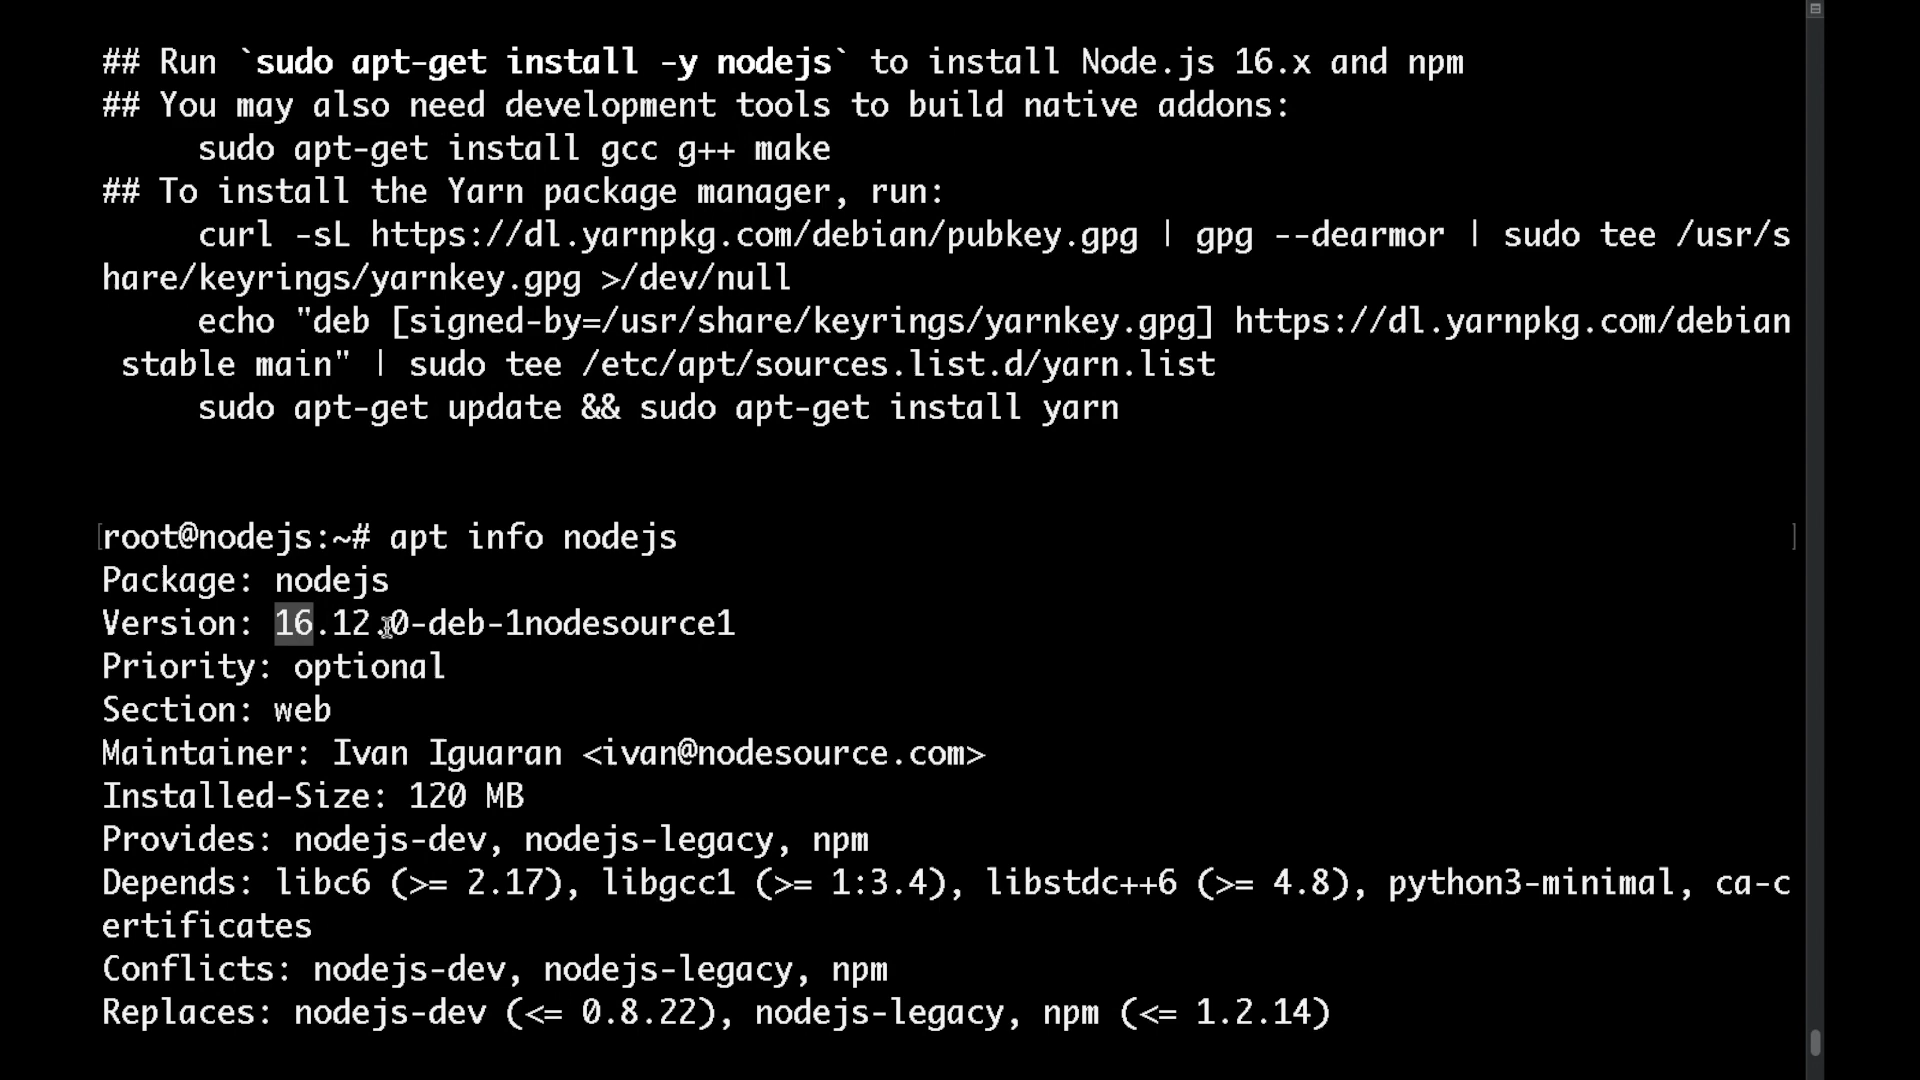 ## Run `sudo apt-get install -y nodejs` to install Node.js 16.x and npm
## You may also need development tools to build native addons:
     sudo apt-get install gcc g++ make
## To install the Yarn package manager, run:
     curl -sL https://dl.yarnpkg.com/debian/pubkey.gpg | gpg --dearmor | sudo tee /usr/s
hare/keyrings/yarnkey.gpg >/dev/null
     echo "deb [signed-by=/usr/share/keyrings/yarnkey.gpg] https://dl.yarnpkg.com/debian
 stable main" | sudo tee /etc/apt/sources.list.d/yarn.list
     sudo apt-get update && sudo apt-get install yarn
[root@nodejs:~# apt info nodejs ]
Package: nodejs
Version: 16.12.0-deb-1nodesource1
Priority: optional
Section: web
Maintainer: Ivan Iguaran <ivan@nodesource.com>
Installed-Size: 120 MB
Provides: nodejs-dev, nodejs-legacy, npm
Depends: libc6 (>= 2.17), libgcc1 (>= 1:3.4), libstdc++6 (>= 4.8), python3-minimal, ca-c
ertificates
Conflicts: nodejs-dev, nodejs-legacy, npm
Replaces: nodejs-dev (<= 0.8.22), nodejs-legacy, npm (<= 1.2.14)